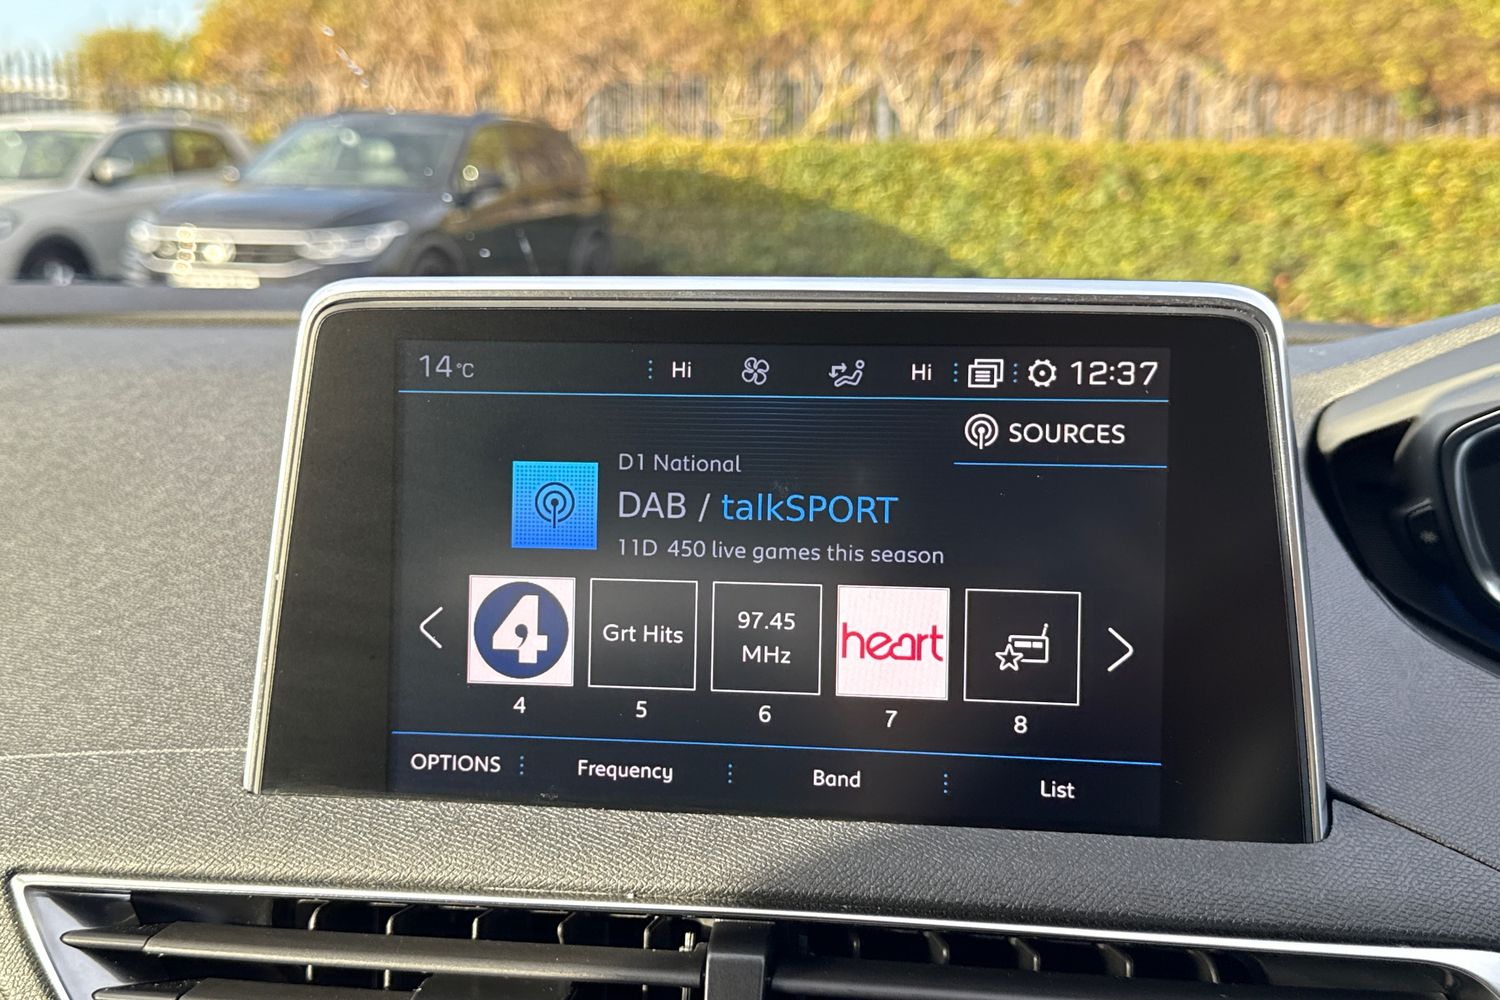 14°C Hi Hi 12:37
SOURCES
D1 National
DAB / talkSPORT
11D 450 live games this season
4 Grt Hits 97.45 heart
MHz
4 5 6 7 8
OPTIONS Frequency Band List